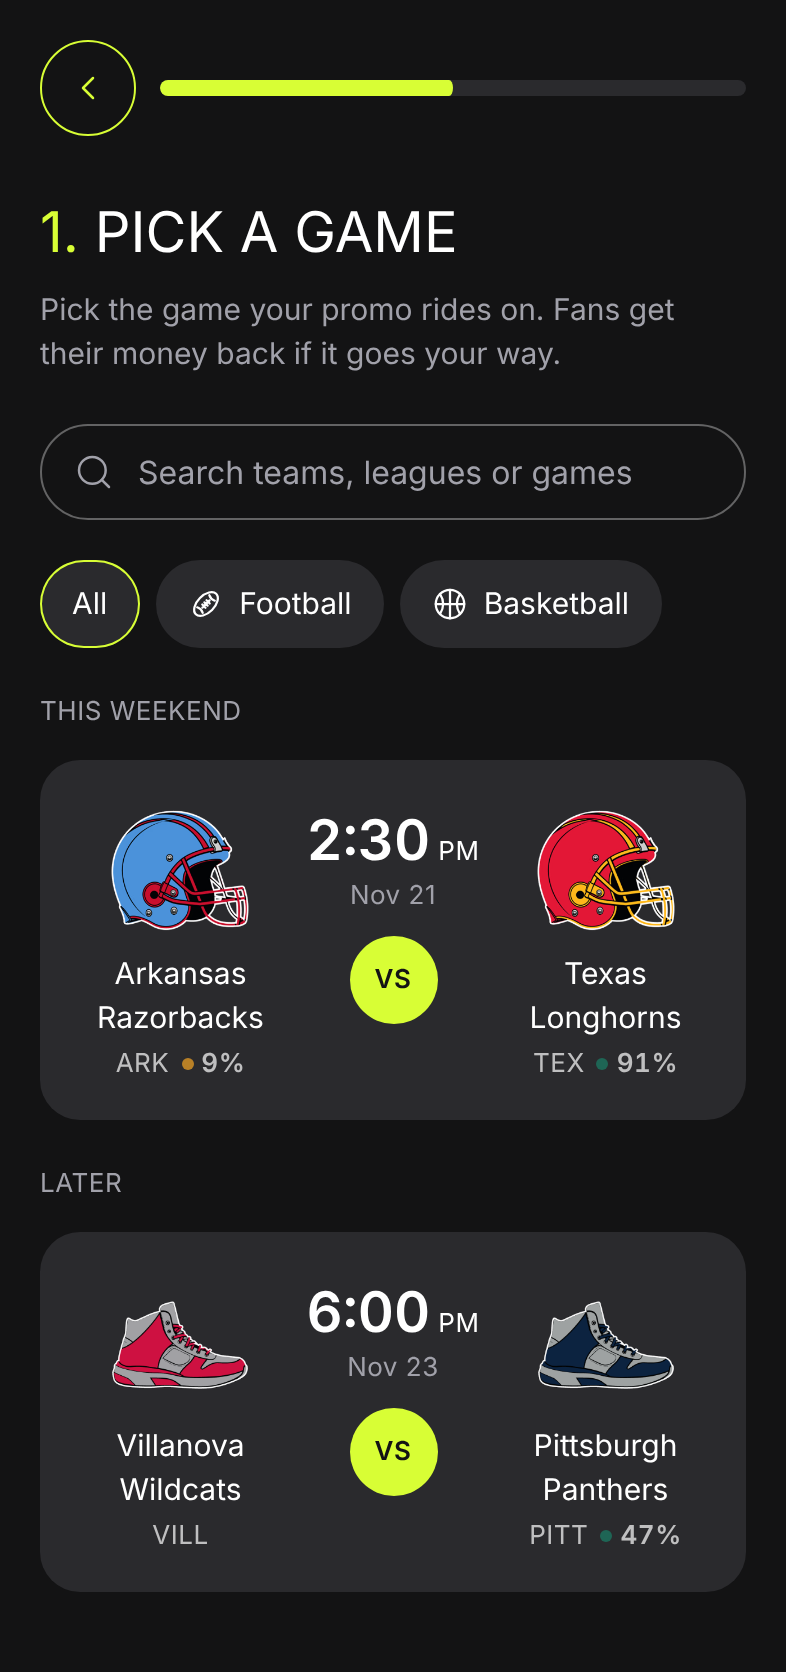 1. PICK A GAME
Pick the game your promo rides on. Fans get
their money back if it goes your way.
Search teams, leagues or games
All
Football
Basketball
THIS WEEKEND
2:30 PM
Nov 21
VS
Arkansas
Razorbacks
ARK 9%
Texas
Longhorns
TEX 91%
LATER
6:00 PM
Nov 23
VS
Villanova
Wildcats
VILL
Pittsburgh
Panthers
PITT 47%